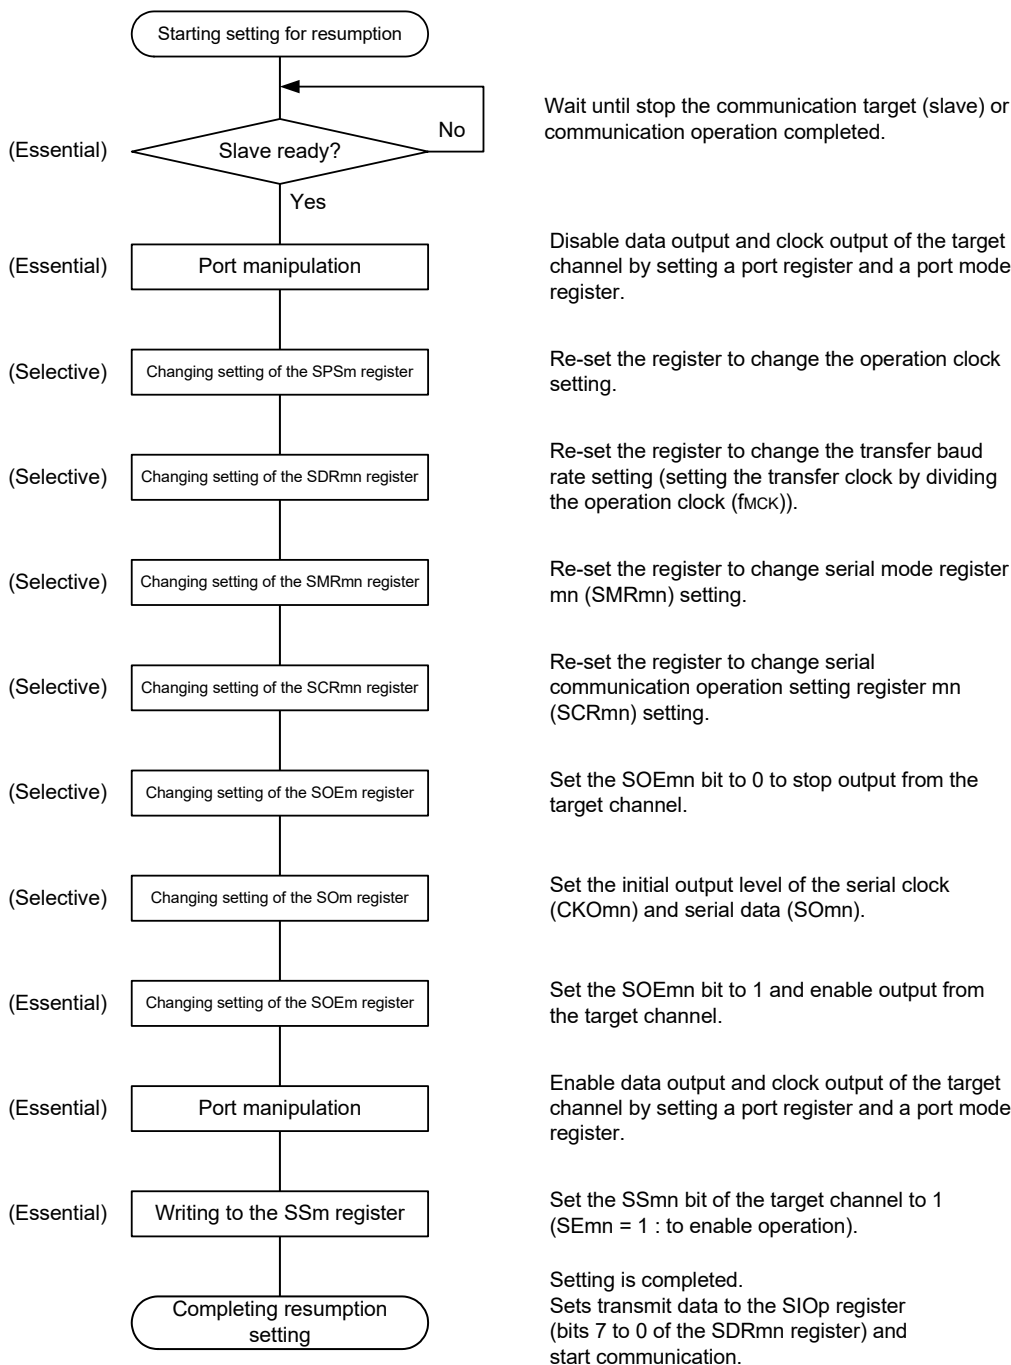 Starting setting for resumption
Wait until stop the communication target (slave) or
communication operation completed.
No
(Essential)
Slave ready?
Yes
Disable data output and clock output of the target
channel by setting a port register and a port mode
register.
(Essential)
Port manipulation
Re-set the register to change the operation clock
setting.
(Selective)
Changing setting of the SPSm register
Re-set the register to change the transfer baud
rate setting (setting the transfer clock by dividing
the operation clock (fMCK)).
(Selective)
Changing setting of the SDRmn register
Re-set the register to change serial mode register
mn (SMRmn) setting.
(Selective)
Changing setting of the SMRmn register
Re-set the register to change serial
communication operation setting register mn
(SCRmn) setting.
(Selective)
Changing setting of the SCRmn register
Set the SOEmn bit to 0 to stop output from the
target channel.
(Selective)
Changing setting of the SOEm register
Set the initial output level of the serial clock
(CKOmn) and serial data (SOmn).
(Selective)
Changing setting of the SOm register
Set the SOEmn bit to 1 and enable output from
the target channel.
(Essential)
Changing setting of the SOEm register
Enable data output and clock output of the target
channel by setting a port register and a port mode
register.
(Essential)
Port manipulation
Set the SSmn bit of the target channel to 1
(SEmn = 1 : to enable operation).
(Essential)
Writing to the SSm register
Completing resumption
setting
Setting is completed.
Sets transmit data to the SIOp register
(bits 7 to 0 of the SDRmn register) and
start communication.